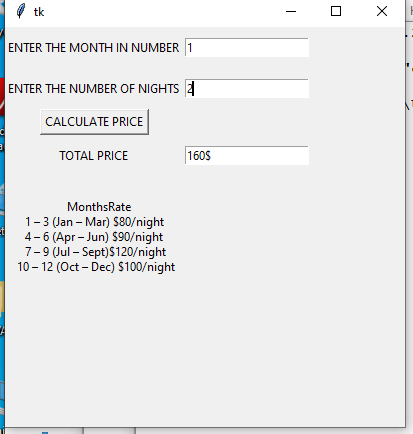 tk
ENTER THE MONTH IN NUMBER 1
ENTER THE NUMBER OF NIGHTS 2
CALCULATE PRICE
TOTAL PRICE 160$
MonthsRate
1 – 3 (Jan – Mar) $80/night
4 – 6 (Apr – Jun) $90/night
7 – 9 (Jul – Sept)$120/night
10 – 12 (Oct – Dec) $100/night